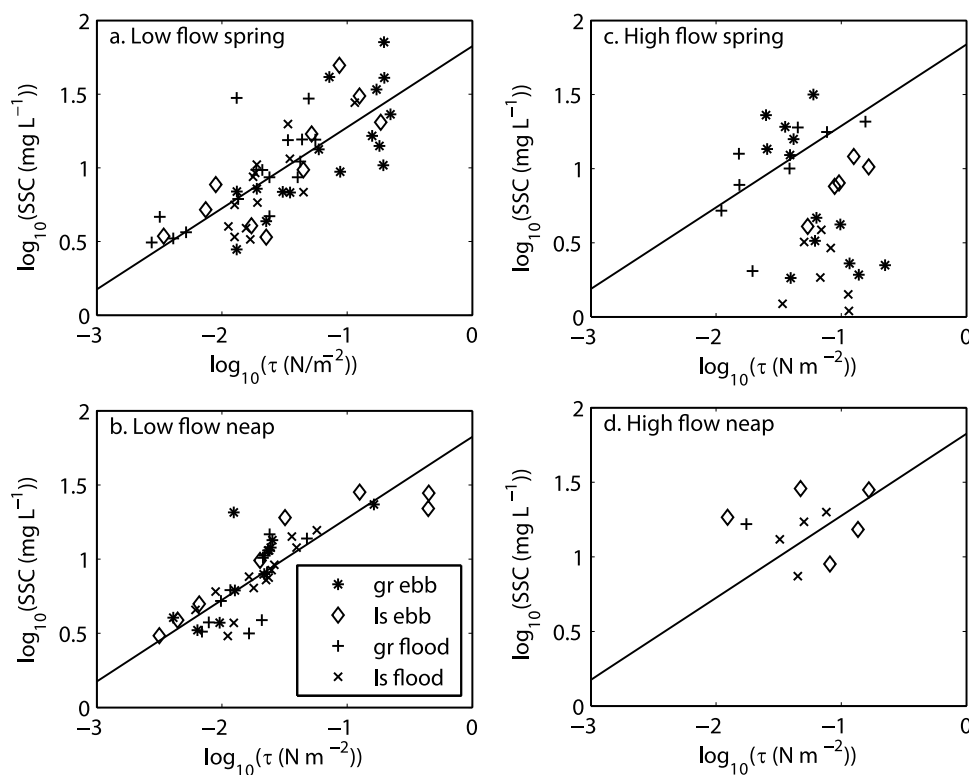 a. Low flow spring
2
1.5
1
0.5
0
log10(SSC (mg L−1))
−3 −2 −1 0
log10(τ (N/m−2))
c. High flow spring
2
1.5
1
0.5
0
log10(SSC (mg L−1))
−3 −2 −1 0
log10(τ (N m−2))
b. Low flow neap
2
1.5
1
0.5
0
log10(SSC (mg L−1))
gr ebb
ls ebb
gr flood
ls flood
−3 −2 −1 0
log10(τ (N m−2))
d. High flow neap
2
1.5
1
0.5
0
log10(SSC (mg L−1))
−3 −2 −1 0
log10(τ (N m−2))